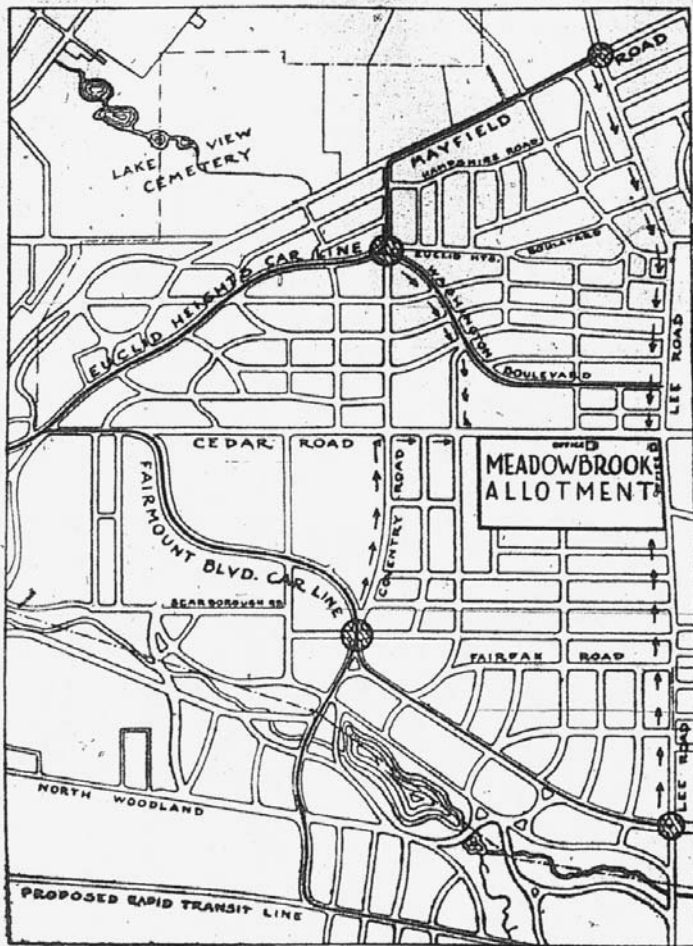 ROAD
MAYFIELD
HAMPSHIRE ROAD
LAKE VIEW
CEMETERY
EUCLID HEIGHTS CAR LINE
EUCLID HTS. BOULEVARD
BOULEVARD
LEE ROAD
CEDAR ROAD
COVENTRY ROAD
OFFICE
OFFICE
MEADOWBROOK
ALLOTMENT
FAIRMOUNT BLVD. CAR LINE
SCARBOROUGH RD.
FAIRFAX ROAD
LEE ROAD
NORTH WOODLAND
PROPOSED RAPID TRANSIT LINE